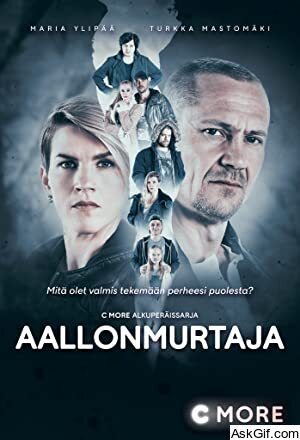 MARIA YLIPÄÄ TURKKA MASTOMÄKI
Mitä olet valmis tekemään perheesi puolesta?
C MORE ALKUPERÄISSARJA
AALLONMURTAJA
C MORE
AskGif.com